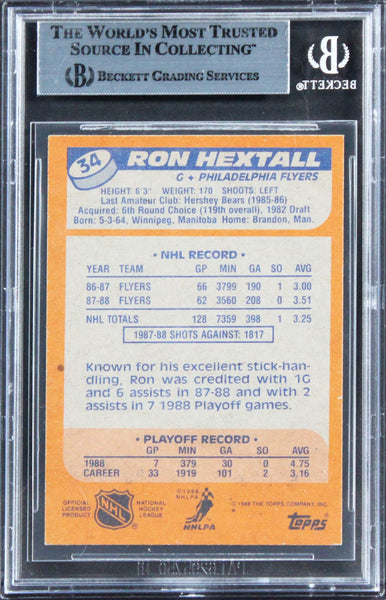 THE WORLD'S MOST TRUSTED
SOURCE IN COLLECTING™
B
BECKETT GRADING SERVICES
B
BECKETT
34
RON HEXTALL
G ✦ PHILADELPHIA FLYERS
HEIGHT: 6'3" WEIGHT: 170 SHOOTS: LEFT
Last Amateur Club: Hershey Bears (1985-86)
Acquired: 6th Round Choice (119th overall), 1982 Draft
Born: 5-3-64, Winnipeg, Manitoba Home: Brandon, Man.
• NHL RECORD •
YEAR TEAM GP MIN GA SO AVG
86-87 FLYERS 66 3799 190 1 3.00
87-88 FLYERS 62 3560 208 0 3.51
NHL TOTALS 128 7359 398 1 3.25
1987-88 SHOTS AGAINST: 1817
Known for his excellent stick-han-
dling, Ron was credited with 1G
and 6 assists in 87-88 and with 2
assists in 7 1988 Playoff games.
• PLAYOFF RECORD •
GP MIN GA SO AVG
1988 7 379 30 0 4.75
CAREER 33 1919 101 2 3.16
OFFICIAL
LICENSED
PRODUCT
NHL
NATIONAL
HOCKEY
LEAGUE
©1988
NHLPA
NHLPA
©1988 THE TOPPS COMPANY, INC.
Topps